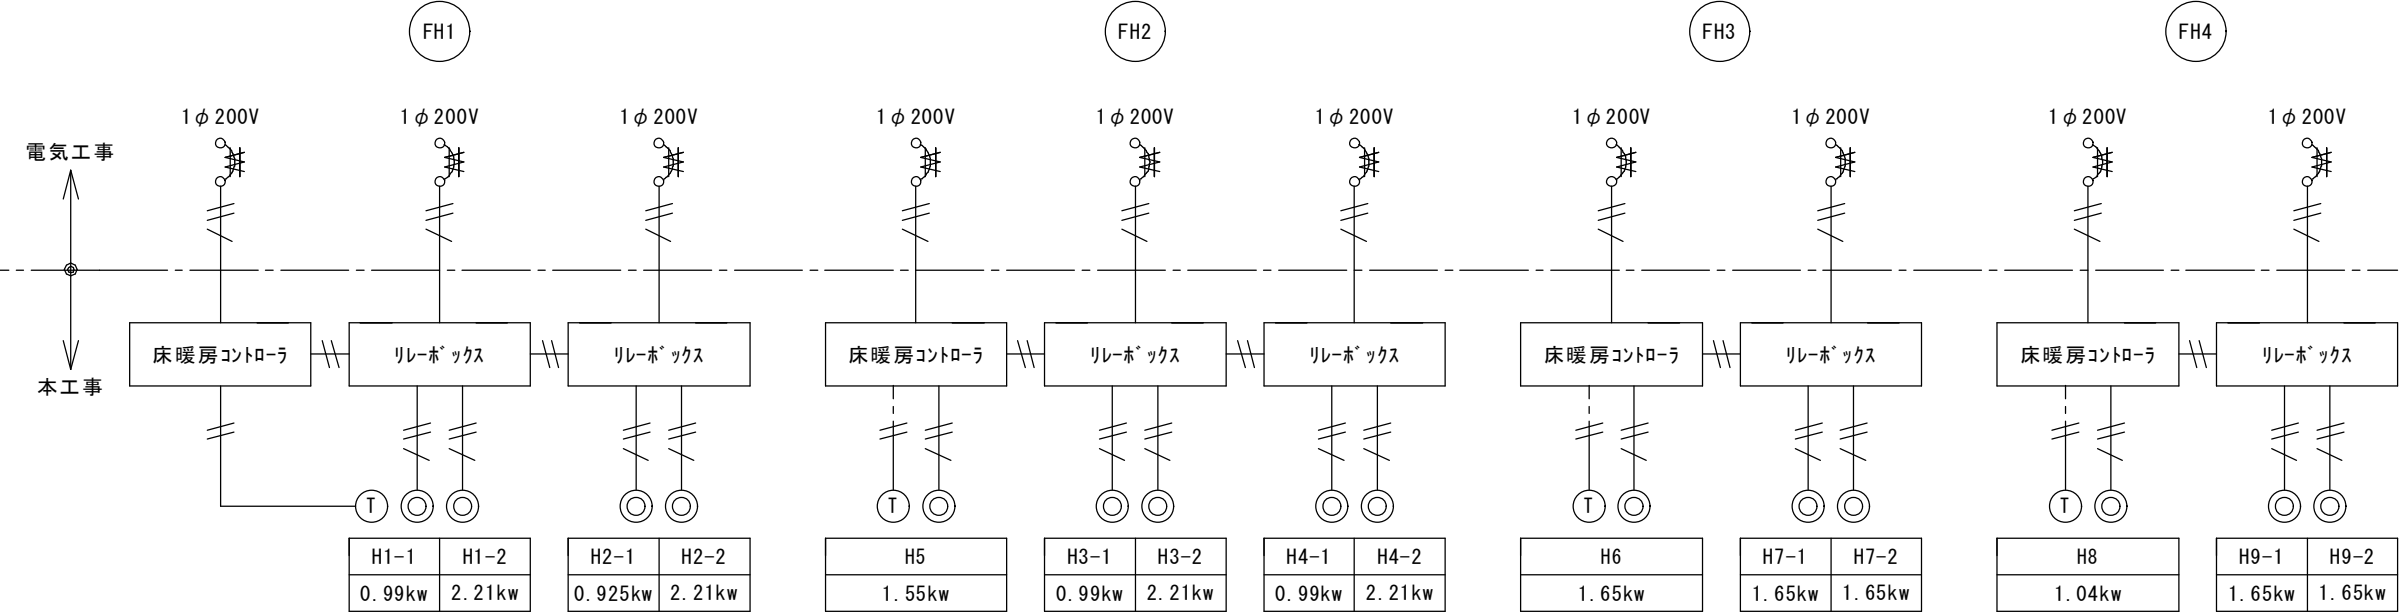 FH1 FH2 FH3 FH4
1φ200V 1φ200V 1φ200V 1φ200V 1φ200V 1φ200V 1φ200V 1φ200V 1φ200V 1φ200V
電気工事
床暖房ｺﾝﾄﾛｰﾗ ﾘﾚｰﾎﾞｯｸｽ ﾘﾚｰﾎﾞｯｸｽ 床暖房ｺﾝﾄﾛｰﾗ ﾘﾚｰﾎﾞｯｸｽ ﾘﾚｰﾎﾞｯｸｽ 床暖房ｺﾝﾄﾛｰﾗ ﾘﾚｰﾎﾞｯｸｽ 床暖房ｺﾝﾄﾛｰﾗ ﾘﾚｰﾎﾞｯｸｽ
本工事
T T T T
H1-1 H1-2 H2-1 H2-2 H5 H3-1 H3-2 H4-1 H4-2 H6 H7-1 H7-2 H8 H9-1 H9-2
0.99kw 2.21kw 0.925kw 2.21kw 1.55kw 0.99kw 2.21kw 0.99kw 2.21kw 1.65kw 1.65kw 1.65kw 1.04kw 1.65kw 1.65kw